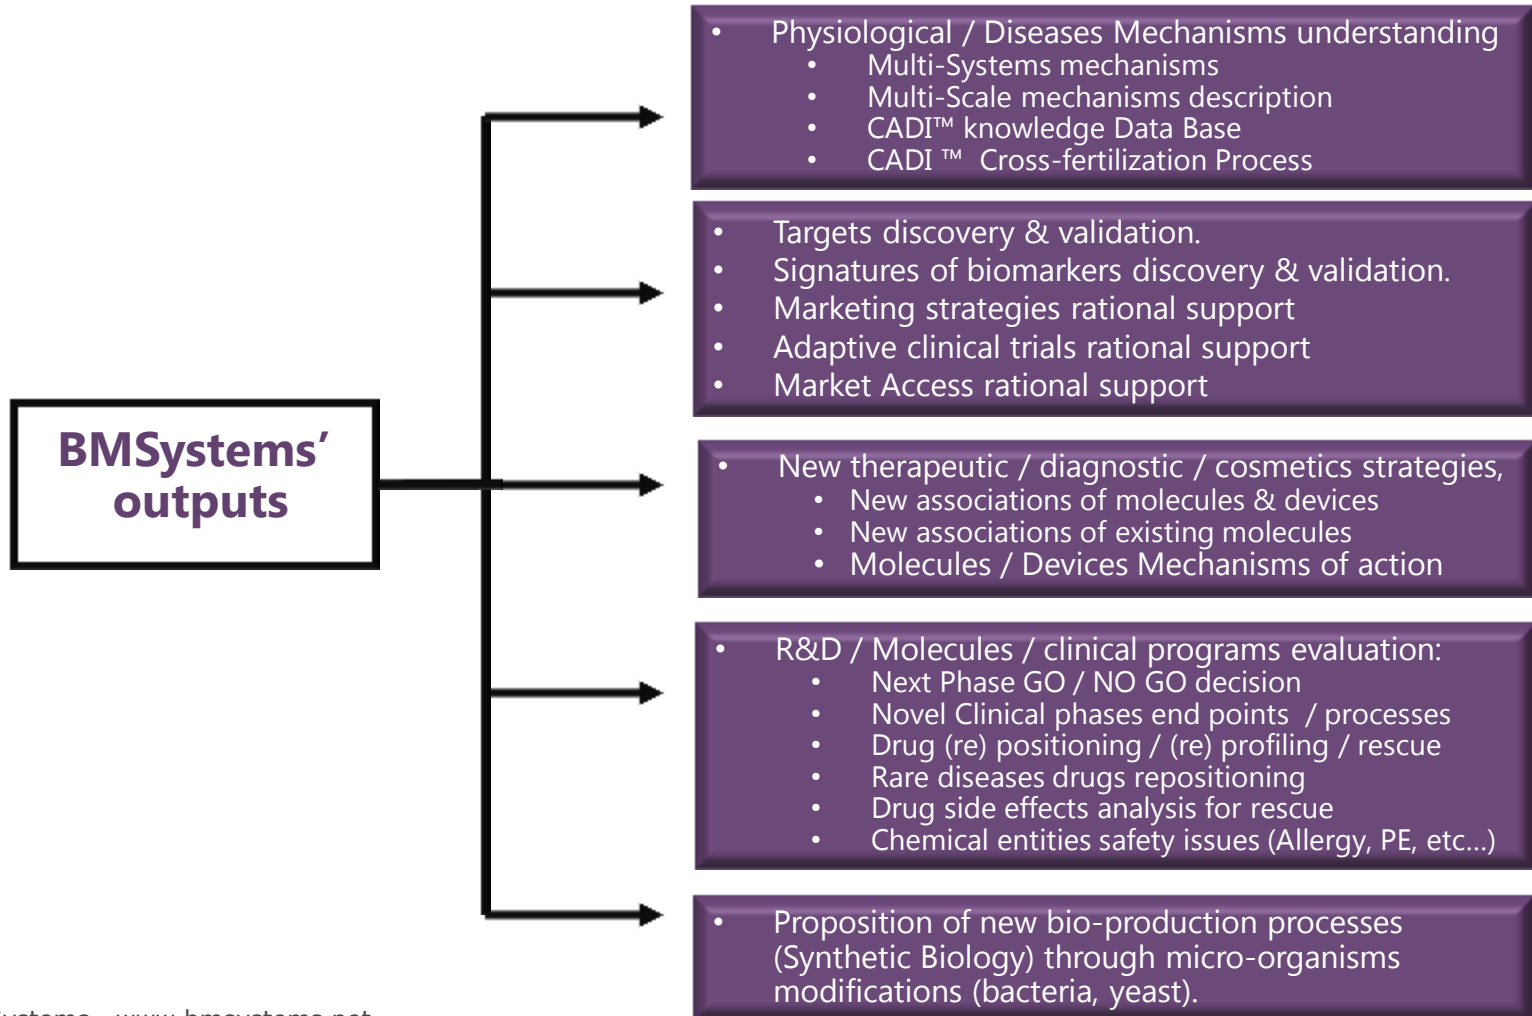 • Physiological / Diseases Mechanisms understanding
• Multi-Systems mechanisms
• Multi-Scale mechanisms description
• CADI™ knowledge Data Base
• CADI ™ Cross-fertilization Process
• Targets discovery & validation.
• Signatures of biomarkers discovery & validation.
• Marketing strategies rational support
• Adaptive clinical trials rational support
• Market Access rational support
BMSystems’
outputs
• New therapeutic / diagnostic / cosmetics strategies,
• New associations of molecules & devices
• New associations of existing molecules
• Molecules / Devices Mechanisms of action
• R&D / Molecules / clinical programs evaluation:
• Next Phase GO / NO GO decision
• Novel Clinical phases end points / processes
• Drug (re) positioning / (re) profiling / rescue
• Rare diseases drugs repositioning
• Drug side effects analysis for rescue
• Chemical entities safety issues (Allergy, PE, etc...)
• Proposition of new bio-production processes
(Synthetic Biology) through micro-organisms
modifications (bacteria, yeast).